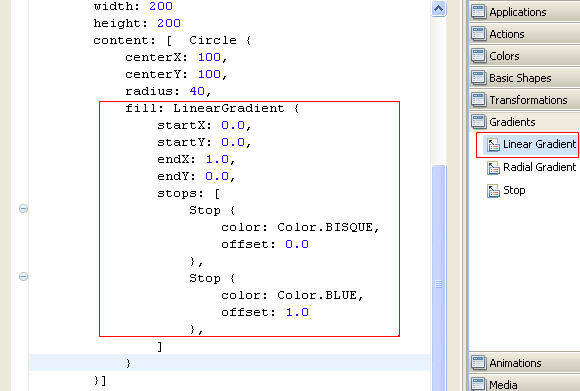 width: 200
height: 200
content: [  Circle {
centerX: 100,
centerY: 100,
radius: 40,
fill: LinearGradient {
startX: 0.0,
startY: 0.0,
endX: 1.0,
endY: 0.0,
stops: [
Stop {
color: Color.BISQUE,
offset: 0.0
},
Stop {
color: Color.BLUE,
offset: 1.0
},
]
}
}]
Applications
Actions
Colors
Basic Shapes
Transformations
Gradients
Linear Gradient
Radial Gradient
Stop
Animations
Media